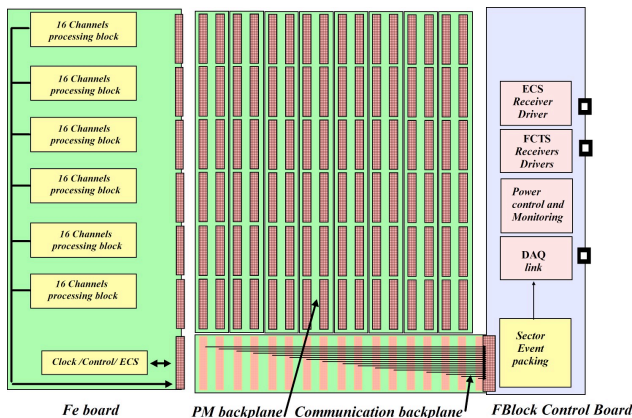 16 Channels
processing block
16 Channels
processing block
16 Channels
processing block
16 Channels
processing block
16 Channels
processing block
16 Channels
processing block
Clock /Control/ ECS
ECS
Receiver
Driver
FCTS
Receivers
Drivers
Power
control and
Monitoring
DAQ
link
Sector
Event
packing
Fe board
PM backplane
Communication backplane
FBlock Control Board